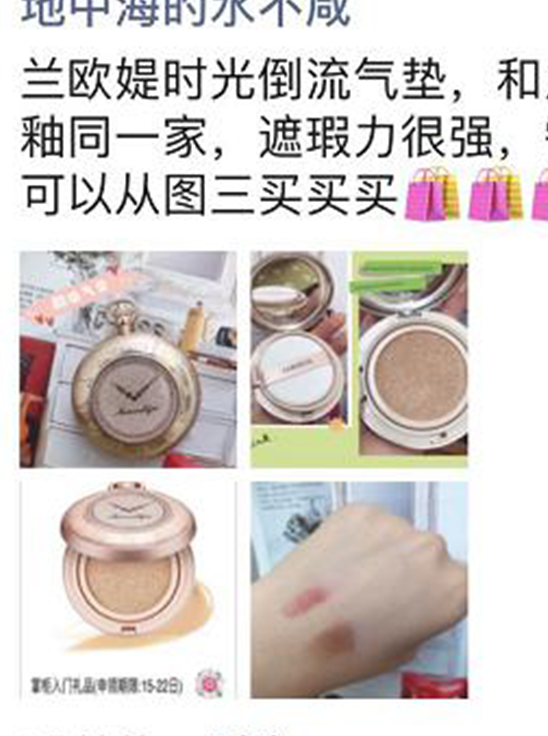 地中海的水不咸
兰欧媞时光倒流气垫，和
釉同一家，遮瑕力很强，
可以从图三买买买
掌柜入门礼品(申领期限:15-22日)